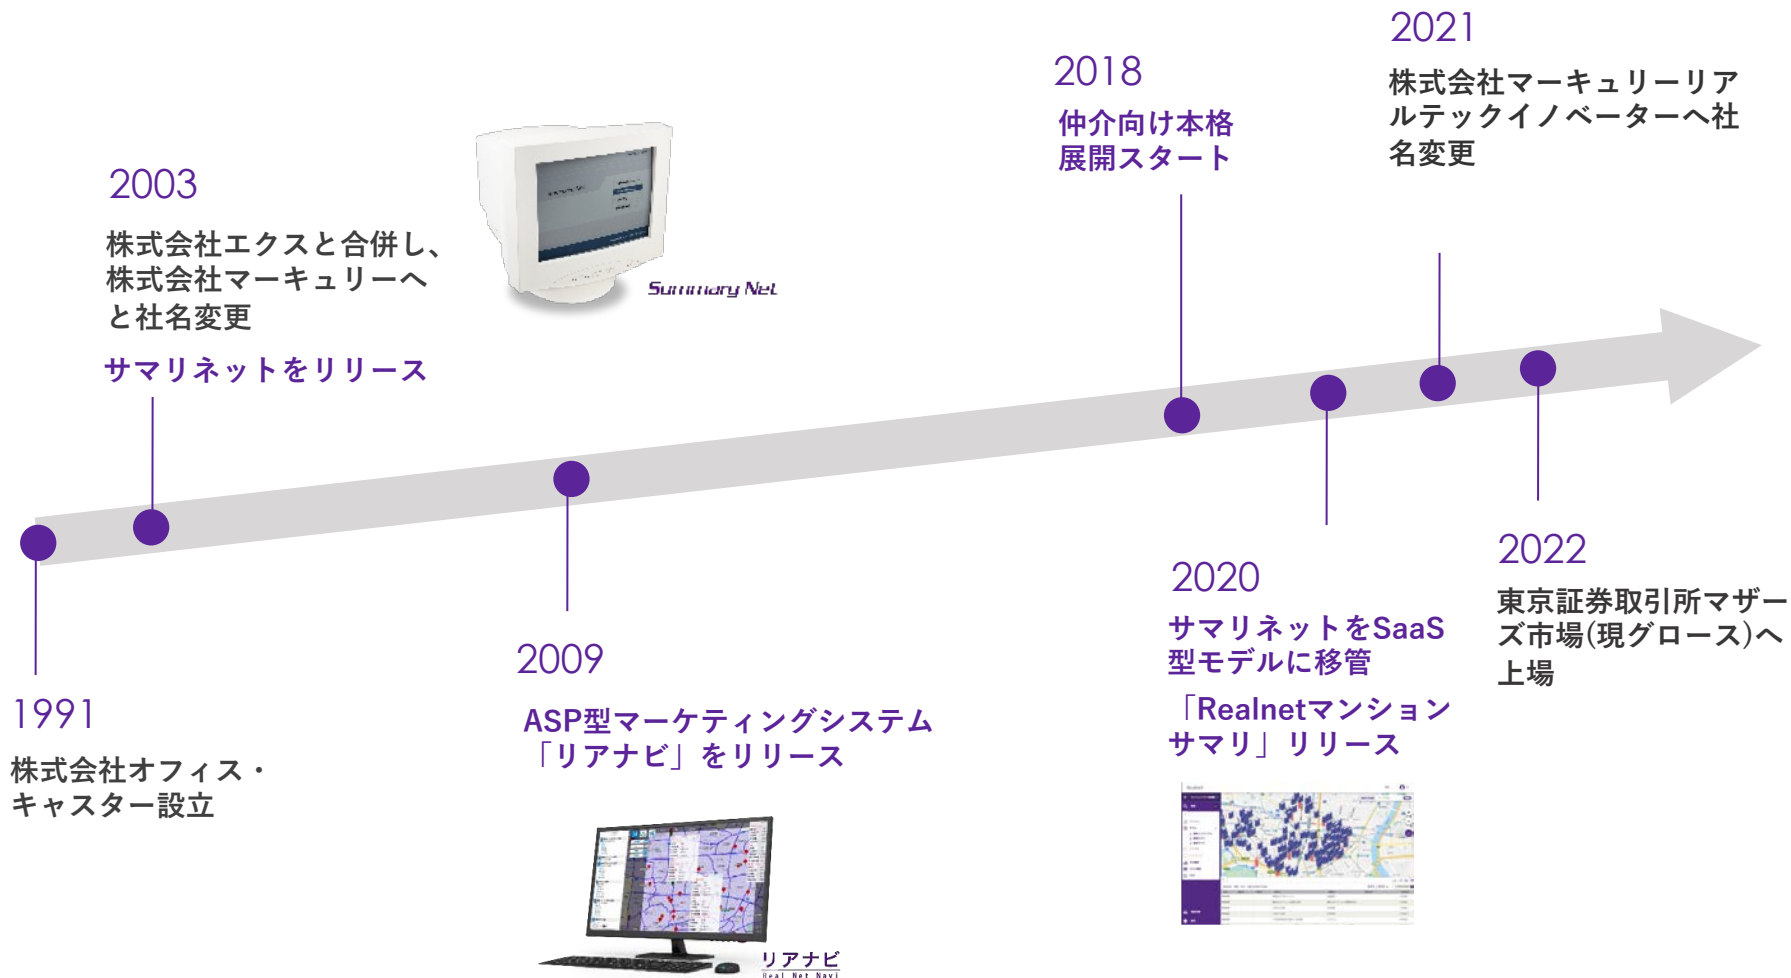 1991
株式会社オフィス・
キャスター設立
2003
株式会社エクスと合併し、
株式会社マーキュリーへ
と社名変更
サマリネットをリリース
Summary Net
2009
ASP型マーケティングシステム
「リアナビ」をリリース
リアナビ
Real Net Navi
2018
仲介向け本格
展開スタート
2020
サマリネットをSaaS
型モデルに移管
「Realnetマンション
サマリ」リリース
2021
株式会社マーキュリーリア
ルテックイノベーターへ社
名変更
2022
東京証券取引所マザー
ズ市場(現グロース)へ
上場